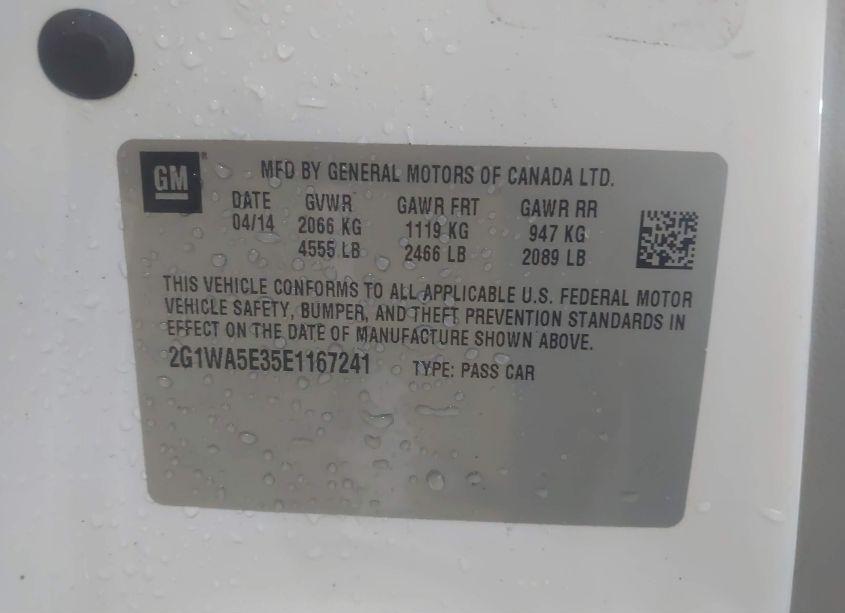 GM ® MFD BY GENERAL MOTORS OF CANADA LTD.
DATE GVWR GAWR FRT GAWR RR
04/14 2066 KG 1119 KG 947 KG
4555 LB 2466 LB 2089 LB
THIS VEHICLE CONFORMS TO ALL APPLICABLE U.S. FEDERAL MOTOR
VEHICLE SAFETY, BUMPER, AND THEFT PREVENTION STANDARDS IN
EFFECT ON THE DATE OF MANUFACTURE SHOWN ABOVE.
2G1WA5E35E1167241 TYPE: PASS CAR